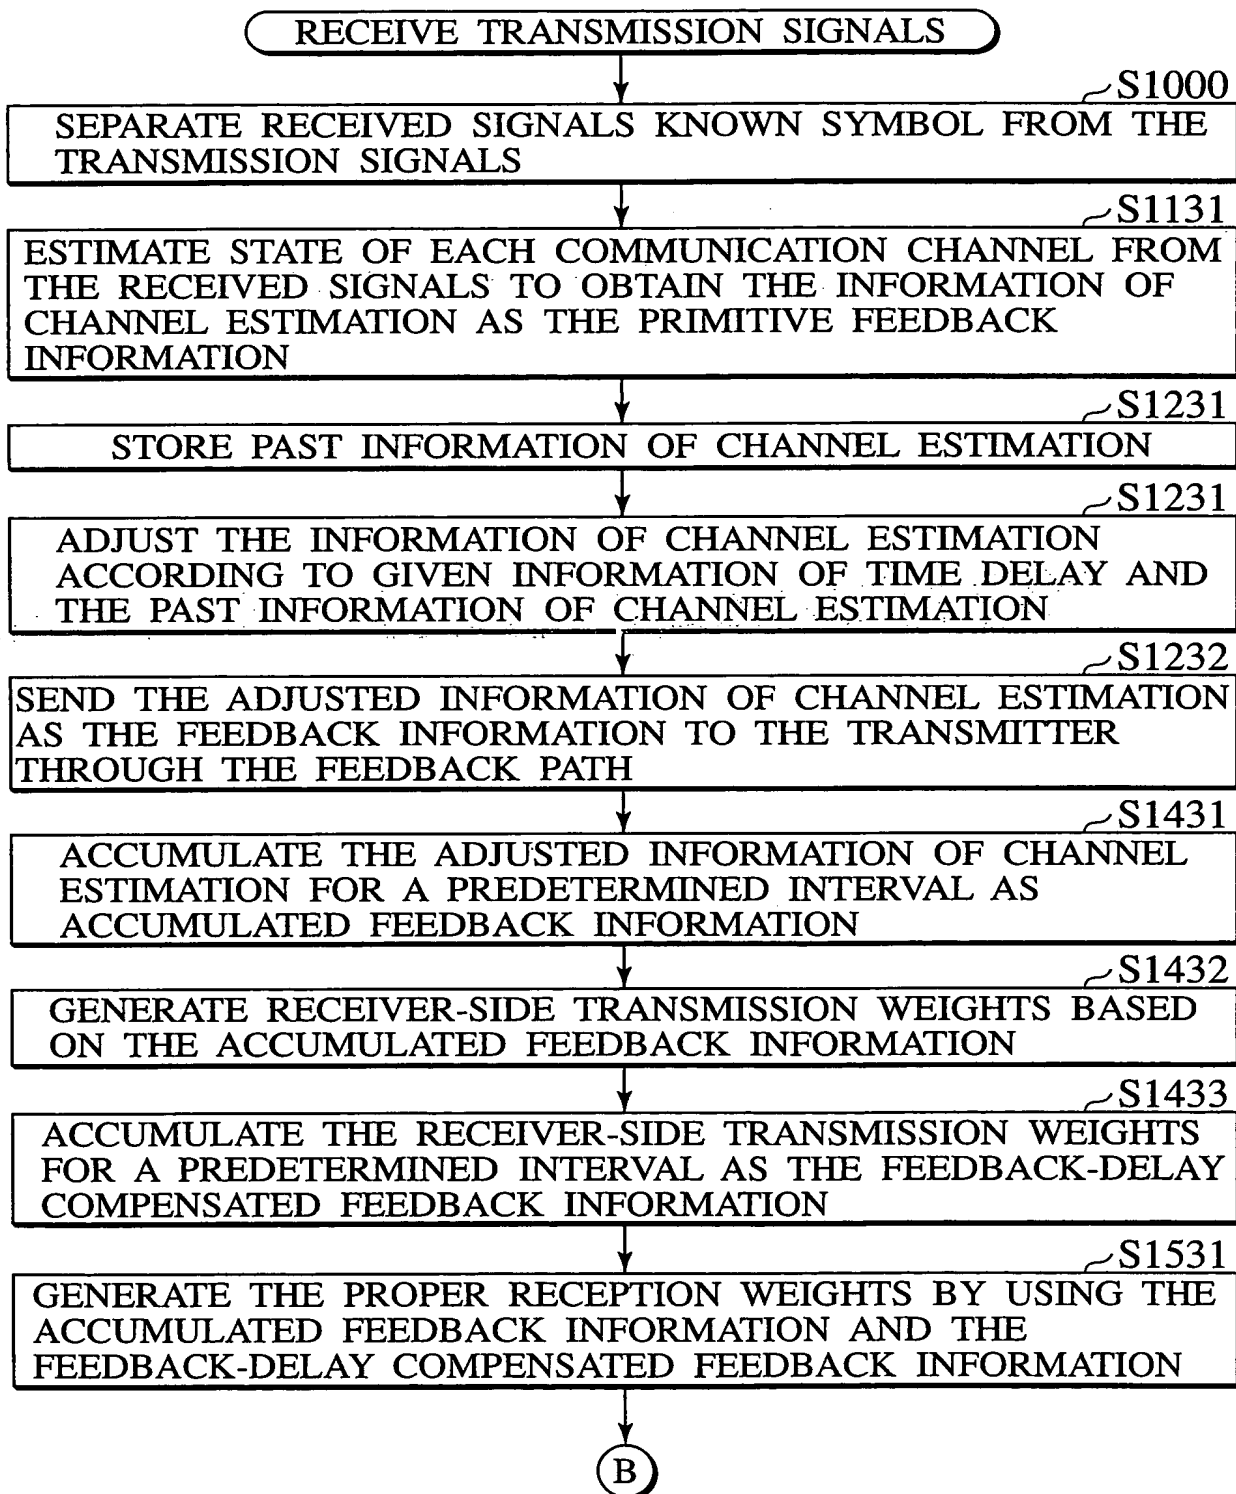 RECEIVE TRANSMISSION SIGNALS
S1000
SEPARATE RECEIVED SIGNALS KNOWN SYMBOL FROM THE
TRANSMISSION SIGNALS
S1131
ESTIMATE STATE OF EACH COMMUNICATION CHANNEL FROM
THE RECEIVED SIGNALS TO OBTAIN THE INFORMATION OF
CHANNEL ESTIMATION AS THE PRIMITIVE FEEDBACK
INFORMATION
S1231
STORE PAST INFORMATION OF CHANNEL ESTIMATION
S1231
ADJUST THE INFORMATION OF CHANNEL ESTIMATION
ACCORDING TO GIVEN INFORMATION OF TIME DELAY AND
THE PAST INFORMATION OF CHANNEL ESTIMATION
S1232
SEND THE ADJUSTED INFORMATION OF CHANNEL ESTIMATION
AS THE FEEDBACK INFORMATION TO THE TRANSMITTER
THROUGH THE FEEDBACK PATH
S1431
ACCUMULATE THE ADJUSTED INFORMATION OF CHANNEL
ESTIMATION FOR A PREDETERMINED INTERVAL AS
ACCUMULATED FEEDBACK INFORMATION
S1432
GENERATE RECEIVER-SIDE TRANSMISSION WEIGHTS BASED
ON THE ACCUMULATED FEEDBACK INFORMATION
S1433
ACCUMULATE THE RECEIVER-SIDE TRANSMISSION WEIGHTS
FOR A PREDETERMINED INTERVAL AS THE FEEDBACK-DELAY
COMPENSATED FEEDBACK INFORMATION
S1531
GENERATE THE PROPER RECEPTION WEIGHTS BY USING THE
ACCUMULATED FEEDBACK INFORMATION AND THE
FEEDBACK-DELAY COMPENSATED FEEDBACK INFORMATION
B